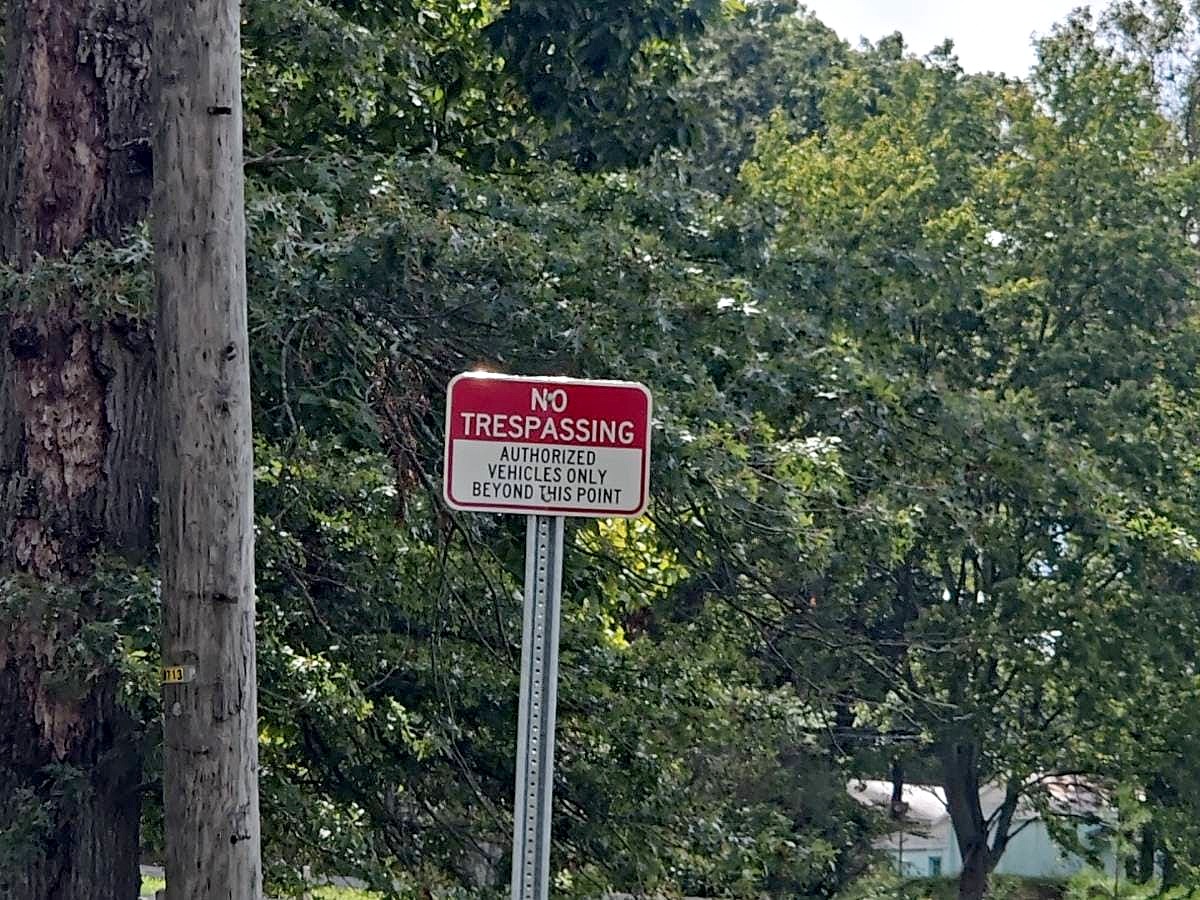 NO
TRESPASSING
AUTHORIZED
VEHICLES ONLY
BEYOND THIS POINT